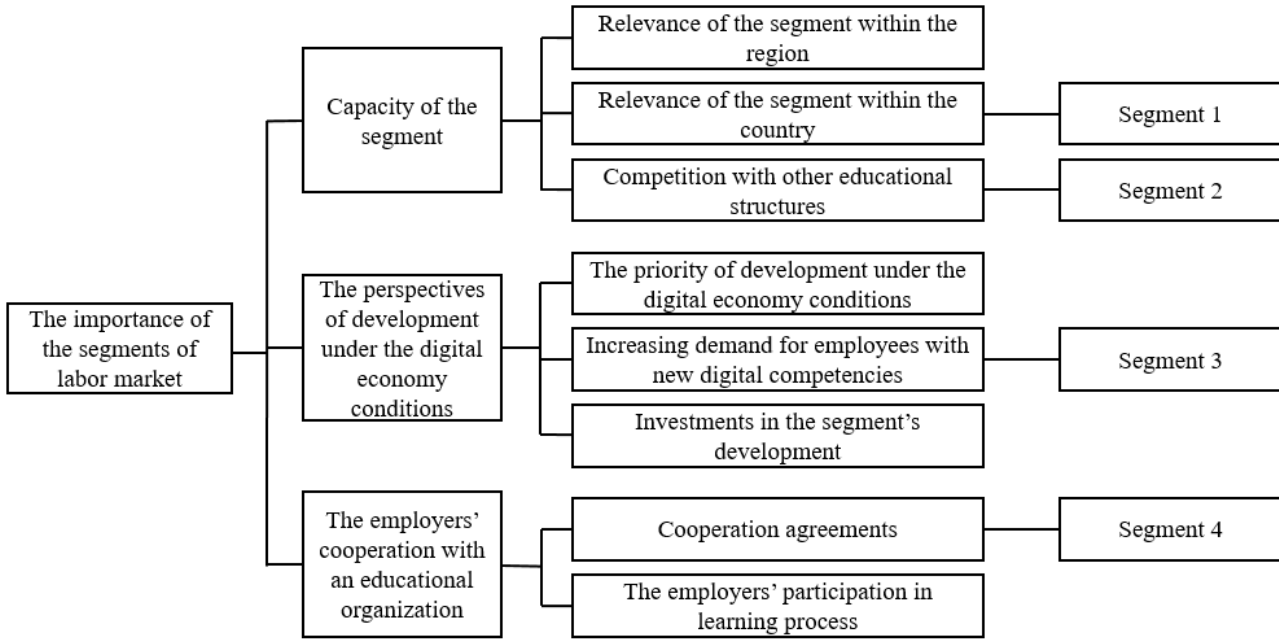 The importance of
the segments of
labor market
Capacity of the
segment
Relevance of the segment within the
region
Relevance of the segment within the
country
Segment 1
Competition with other educational
structures
Segment 2
The perspectives
of development
under the digital
economy
conditions
The priority of development under the
digital economy conditions
Increasing demand for employees with
new digital competencies
Segment 3
Investments in the segment’s
development
The employers’
cooperation with
an educational
organization
Cooperation agreements
Segment 4
The employers’ participation in
learning process